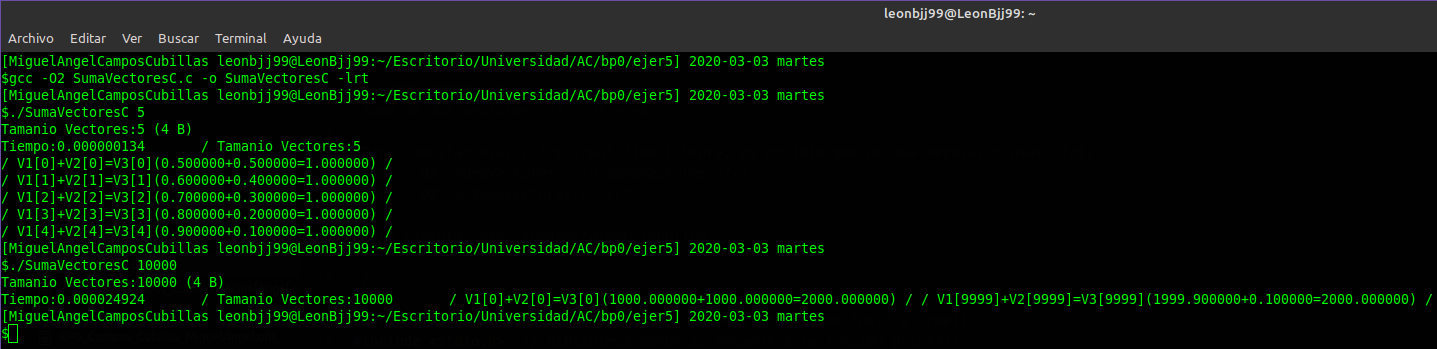 leonbjj99@LeonBjj99: ~
Archivo Editar Ver Buscar Terminal Ayuda
[MiguelAngelCamposCubillas leonbjj99@LeonBjj99:~/Escritorio/Universidad/AC/bp0/ejer5] 2020-03-03 martes
$gcc -O2 SumaVectoresC.c -o SumaVectoresC -lrt
[MiguelAngelCamposCubillas leonbjj99@LeonBjj99:~/Escritorio/Universidad/AC/bp0/ejer5] 2020-03-03 martes
$./SumaVectoresC 5
Tamanio Vectores:5 (4 B)
Tiempo:0.000000134       / Tamanio Vectores:5
/ V1[0]+V2[0]=V3[0](0.500000+0.500000=1.000000) /
/ V1[1]+V2[1]=V3[1](0.600000+0.400000=1.000000) /
/ V1[2]+V2[2]=V3[2](0.700000+0.300000=1.000000) /
/ V1[3]+V2[3]=V3[3](0.800000+0.200000=1.000000) /
/ V1[4]+V2[4]=V3[4](0.900000+0.100000=1.000000) /
[MiguelAngelCamposCubillas leonbjj99@LeonBjj99:~/Escritorio/Universidad/AC/bp0/ejer5] 2020-03-03 martes
$./SumaVectoresC 10000
Tamanio Vectores:10000 (4 B)
Tiempo:0.000024924       / Tamanio Vectores:10000       / V1[0]+V2[0]=V3[0](1000.000000+1000.000000=2000.000000) / / V1[9999]+V2[9999]=V3[9999](1999.900000+0.100000=2000.000000) /
[MiguelAngelCamposCubillas leonbjj99@LeonBjj99:~/Escritorio/Universidad/AC/bp0/ejer5] 2020-03-03 martes
$